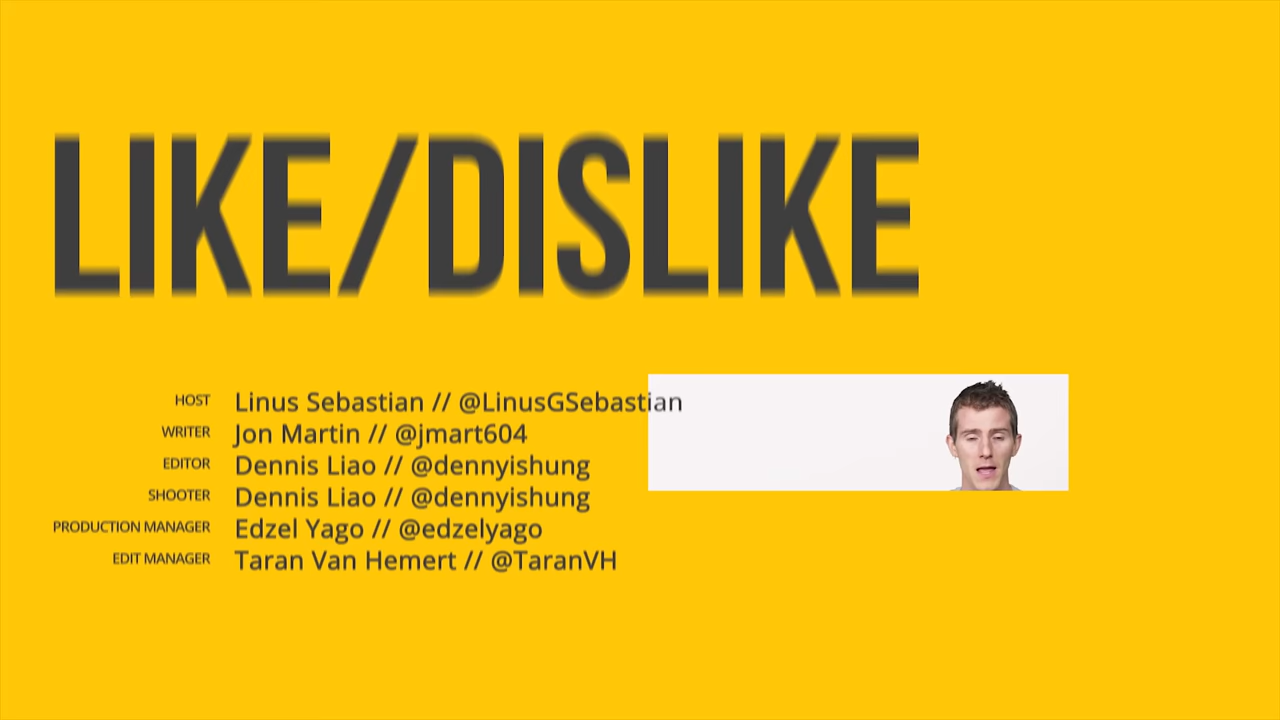 LIKE/DISLIKE
HOST Linus Sebastian // @LinusGSebastian
WRITER Jon Martin // @jmart604
EDITOR Dennis Liao // @dennyishung
SHOOTER Dennis Liao // @dennyishung
PRODUCTION MANAGER Edzel Yago // @edzelyago
EDIT MANAGER Taran Van Hemert // @TaranVH